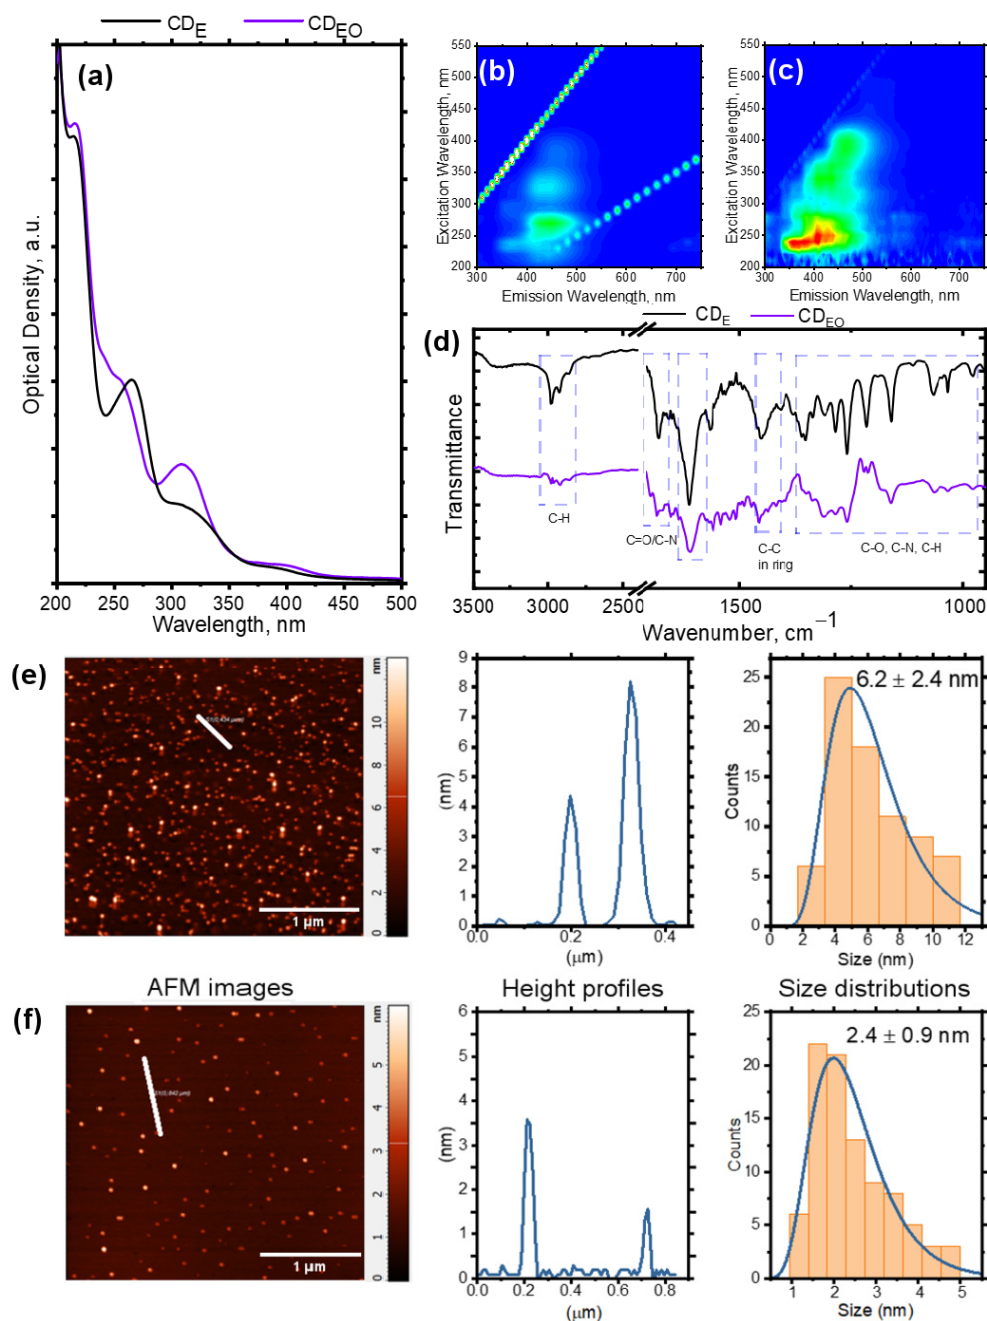 CD_E CD_EO
(a)
Optical Density, a.u.
200 250 300 350 400 450 500
Wavelength, nm
(b)
Excitation Wavelength, nm
550
500
450
400
350
300
250
200
300 400 500 600 700
Emission Wavelength, nm
(c)
Excitation Wavelength, nm
550
500
450
400
350
300
250
200
300 400 500 600 700
Emission Wavelength, nm
CD_E CD_EO
(d)
Transmittance
C-H
C=O/C-N
C-C
in ring
C-O, C-N, C-H
3500 3000 2500 1500 1000
Wavenumber, cm⁻¹
(e)
1 µm
nm
10
8
6
4
2
0
(nm)
9
8
7
6
5
4
3
2
1
0
0.0 0.2 0.4
(µm)
6.2 ± 2.4 nm
Counts
25
20
15
10
5
0
0 2 4 6 8 10 12
Size (nm)
AFM images
Height profiles
Size distributions
(f)
1 µm
nm
5
4
3
2
1
0
(nm)
6
5
4
3
2
1
0
0.0 0.2 0.4 0.6 0.8
(µm)
2.4 ± 0.9 nm
Counts
25
20
15
10
5
0
1 2 3 4 5
Size (nm)